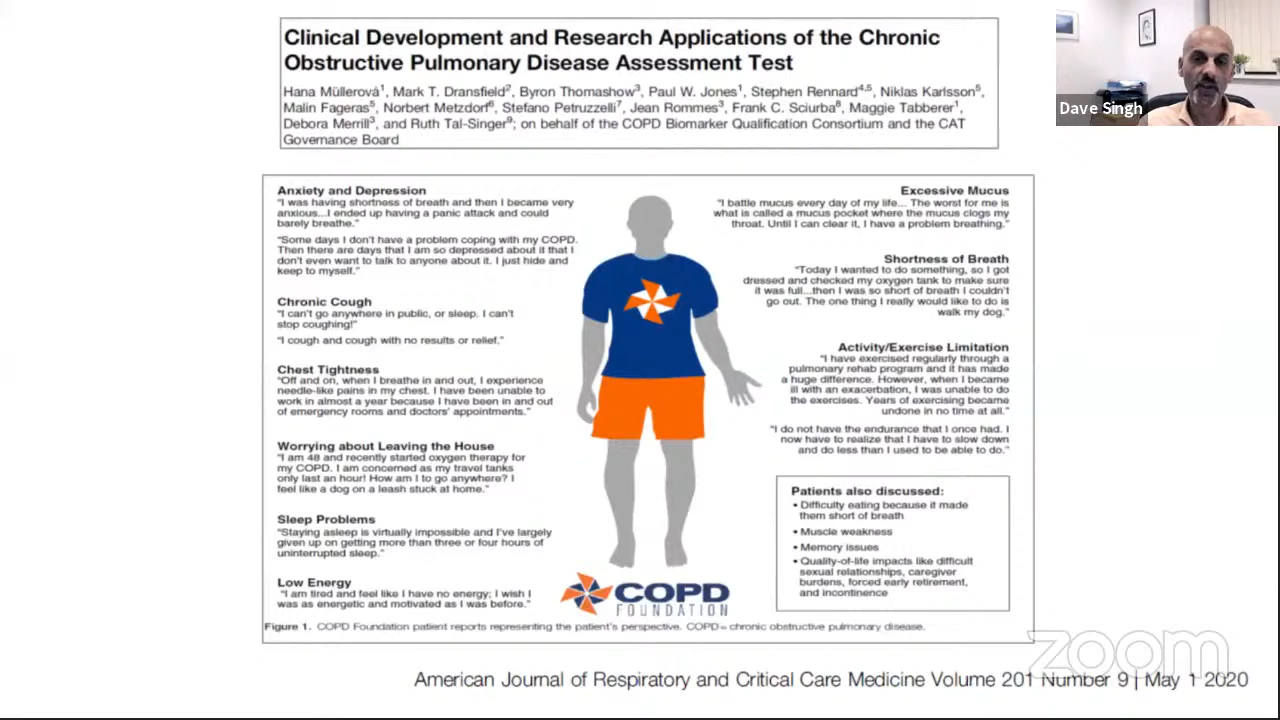 Clinical Development and Research Applications of the Chronic
Obstructive Pulmonary Disease Assessment Test
Hana Müllerová1, Mark T. Dransfield2, Byron Thomashow3, Paul W. Jones1, Stephen Rennard4,5, Niklas Karlsson5,
Malin Fageras5, Norbert Metzdorf6, Stefano Petruzzelli7, Jean Rommes3, Frank C. Sciurba8, Maggie Tabberer1,
Debora Merrill3, and Ruth Tal-Singer9; on behalf of the COPD Biomarker Qualification Consortium and the CAT
Governance Board
Dave Singh
Anxiety and Depression
"I was having shortness of breath and then I became very
anxious...I ended up having a panic attack and could
barely breathe."
"Some days I don't have a problem coping with my COPD.
Then there are days that I am so depressed about it that I
don't even want to talk to anyone about it. I just hide and
keep to myself."
Chronic Cough
"I can't go anywhere in public, or sleep. I can't
stop coughing!"
"I cough and cough with no results or relief."
Chest Tightness
"Off and on, when I breathe in and out, I experience
needle-like pains in my chest. I have been unable to
work in almost a year because I have been in and out
of emergency rooms and doctors' appointments."
Worrying about Leaving the House
"I am 48 and recently started oxygen therapy for
my COPD. I am concerned as my travel tanks
only last an hour! How am I to go anywhere? I
feel like a dog on a leash stuck at home."
Sleep Problems
"Staying asleep is virtually impossible and I've largely
given up on getting more than three or four hours of
uninterrupted sleep."
Low Energy
"I am tired and feel like I have no energy; I wish I
was as energetic and motivated as I was before."
Excessive Mucus
"I battle mucus every day of my life... The worst for me is
what is called a mucus pocket where the mucus clogs my
throat. Until I can clear it, I have a problem breathing."
Shortness of Breath
"Today I wanted to do something, so I got
dressed and checked my oxygen tank to make sure
it was full...then I was so short of breath I couldn't
go out. The one thing I really would like to do is
walk my dog."
Activity/Exercise Limitation
"I have exercised regularly through a
pulmonary rehab program and it has made
a huge difference. However, when I became
ill with an exacerbation, I was unable to do
the exercises. Years of exercising became
undone in no time at all."
"I do not have the endurance that I once had. I
now have to realize that I have to slow down
and do less than I used to be able to do."
Patients also discussed:
• Difficulty eating because it made
them short of breath
• Muscle weakness
• Memory issues
• Quality-of-life impacts like difficult
sexual relationships, caregiver
burdens, forced early retirement,
and incontinence
COPD
FOUNDATION
Figure 1. COPD Foundation patient reports representing the patient's perspective. COPD = chronic obstructive pulmonary disease.
zoom
American Journal of Respiratory and Critical Care Medicine Volume 201 Number 9 | May 1 2020